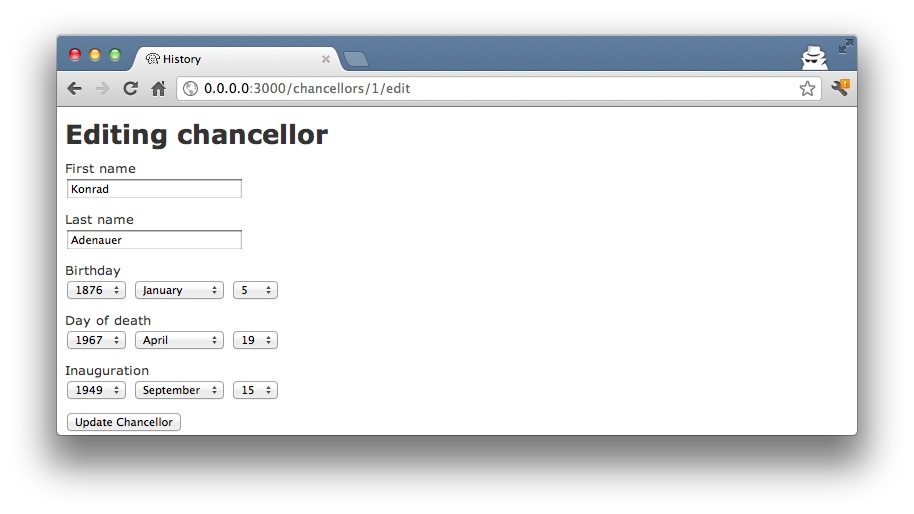 History
0.0.0.0:3000/chancellors/1/edit
Editing chancellor
First name
Konrad
Last name
Adenauer
Birthday
1876 January 5
Day of death
1967 April 19
Inauguration
1949 September 15
Update Chancellor